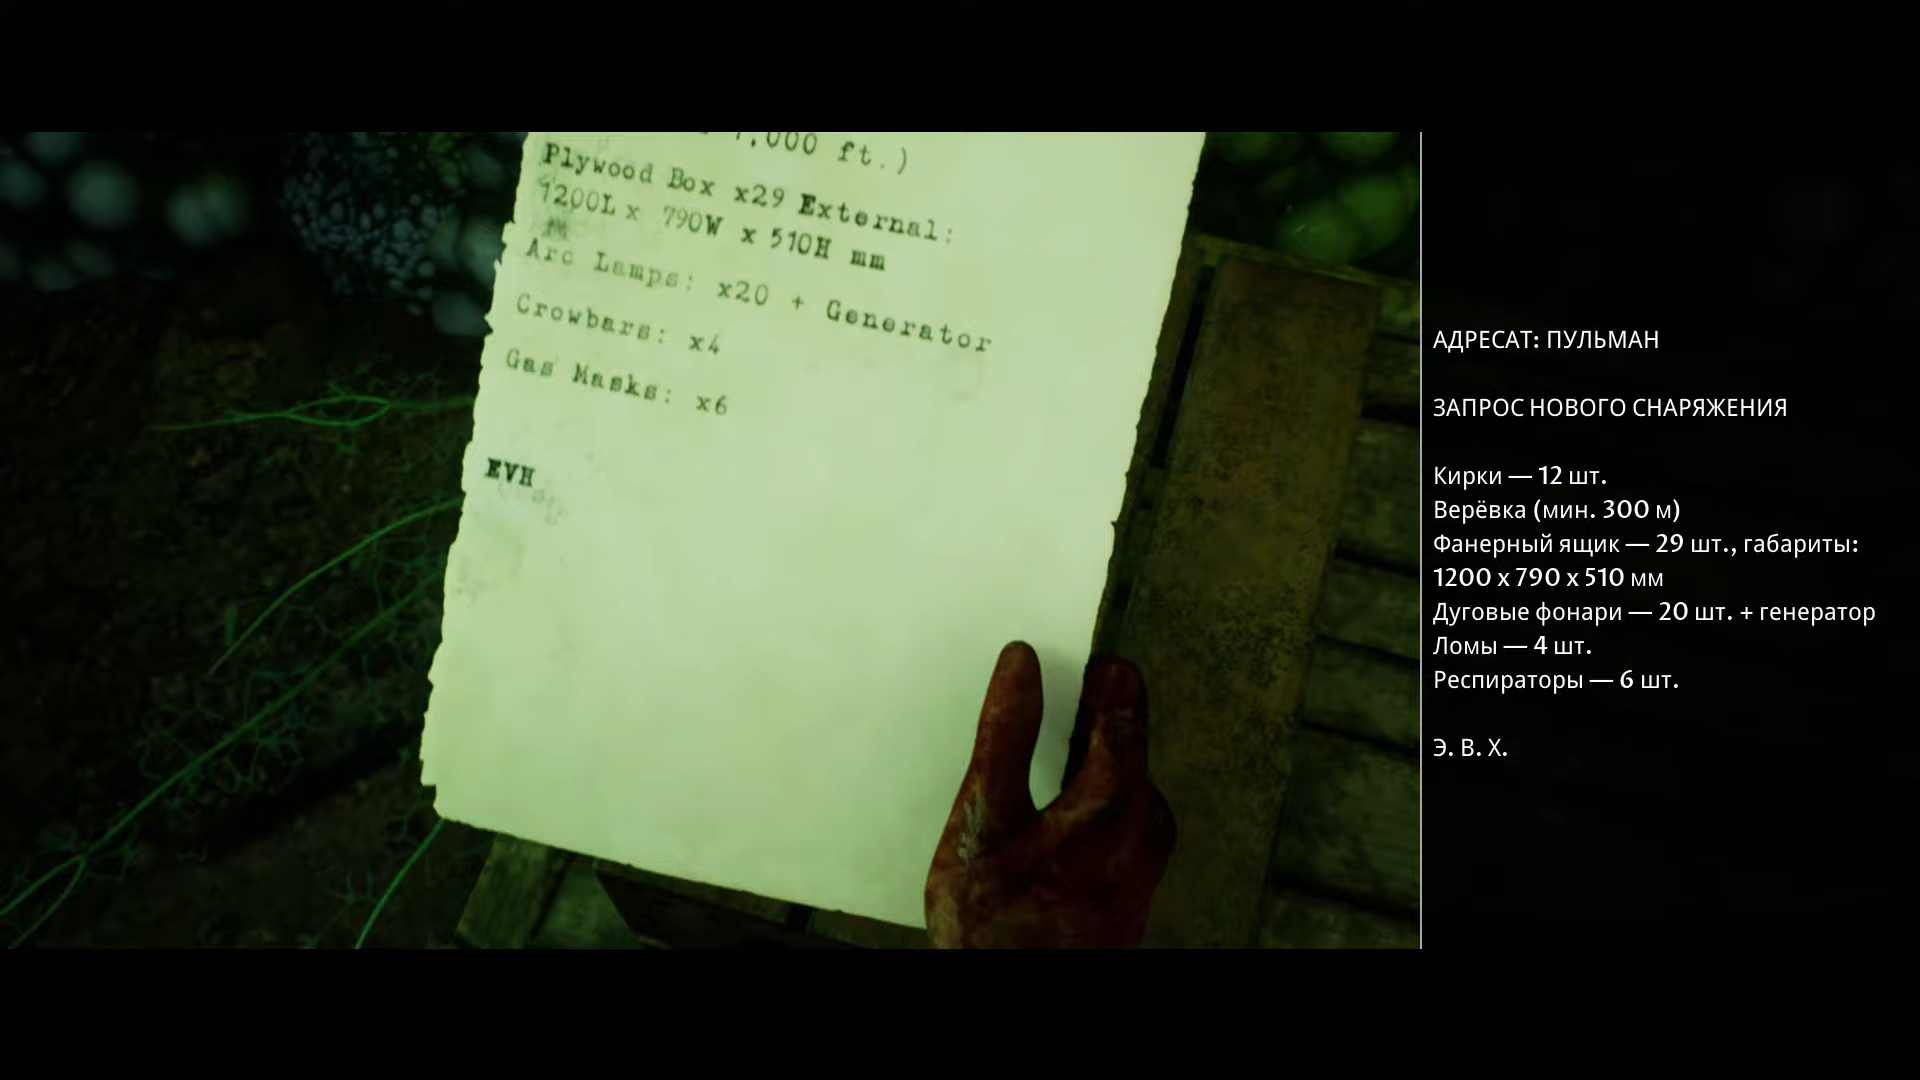 ,000 ft.)
Plywood Box x29 External:
1200L x 790W x 510H mm
Arc Lamps: x20 + Generator
Crowbars: x4
Gas Masks: x6
EVH
АДРЕСАТ: ПУЛЬМАН
ЗАПРОС НОВОГО СНАРЯЖЕНИЯ
Кирки — 12 шт.
Верёвка (мин. 300 м)
Фанерный ящик — 29 шт., габариты:
1200 x 790 x 510 мм
Дуговые фонари — 20 шт. + генератор
Ломы — 4 шт.
Респираторы — 6 шт.
Э. В. Х.